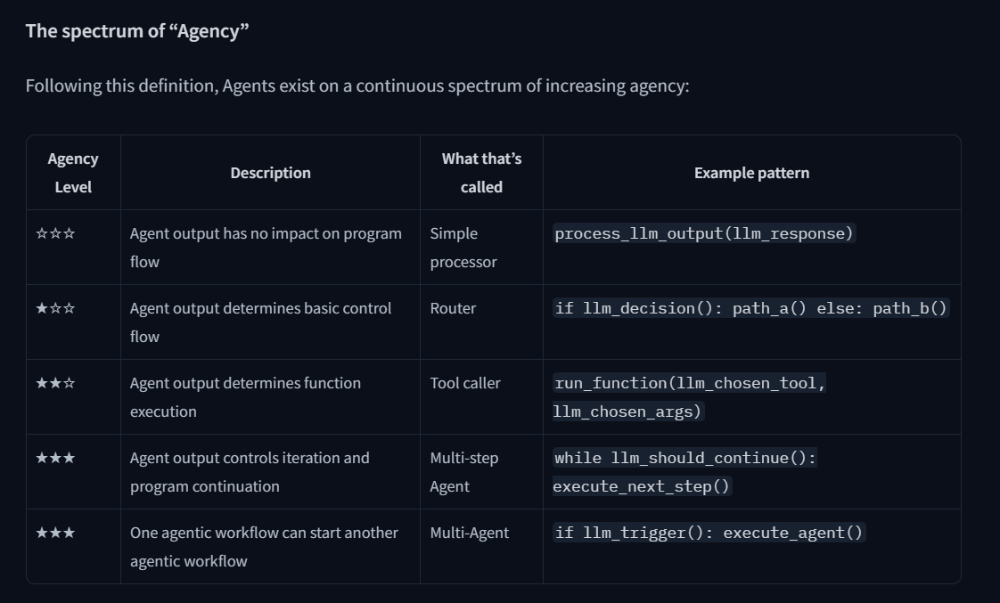 The spectrum of “Agency”
Following this definition, Agents exist on a continuous spectrum of increasing agency:
Agency
Level
Description
What that’s
called
Example pattern
☆☆☆
Agent output has no impact on program
flow
Simple
processor
process_llm_output(llm_response)
★☆☆
Agent output determines basic control
flow
Router
if llm_decision(): path_a() else: path_b()
★★☆
Agent output determines function
execution
Tool caller
run_function(llm_chosen_tool,
llm_chosen_args)
★★★
Agent output controls iteration and
program continuation
Multi-step
Agent
while llm_should_continue():
execute_next_step()
★★★
One agentic workflow can start another
agentic workflow
Multi-Agent
if llm_trigger(): execute_agent()